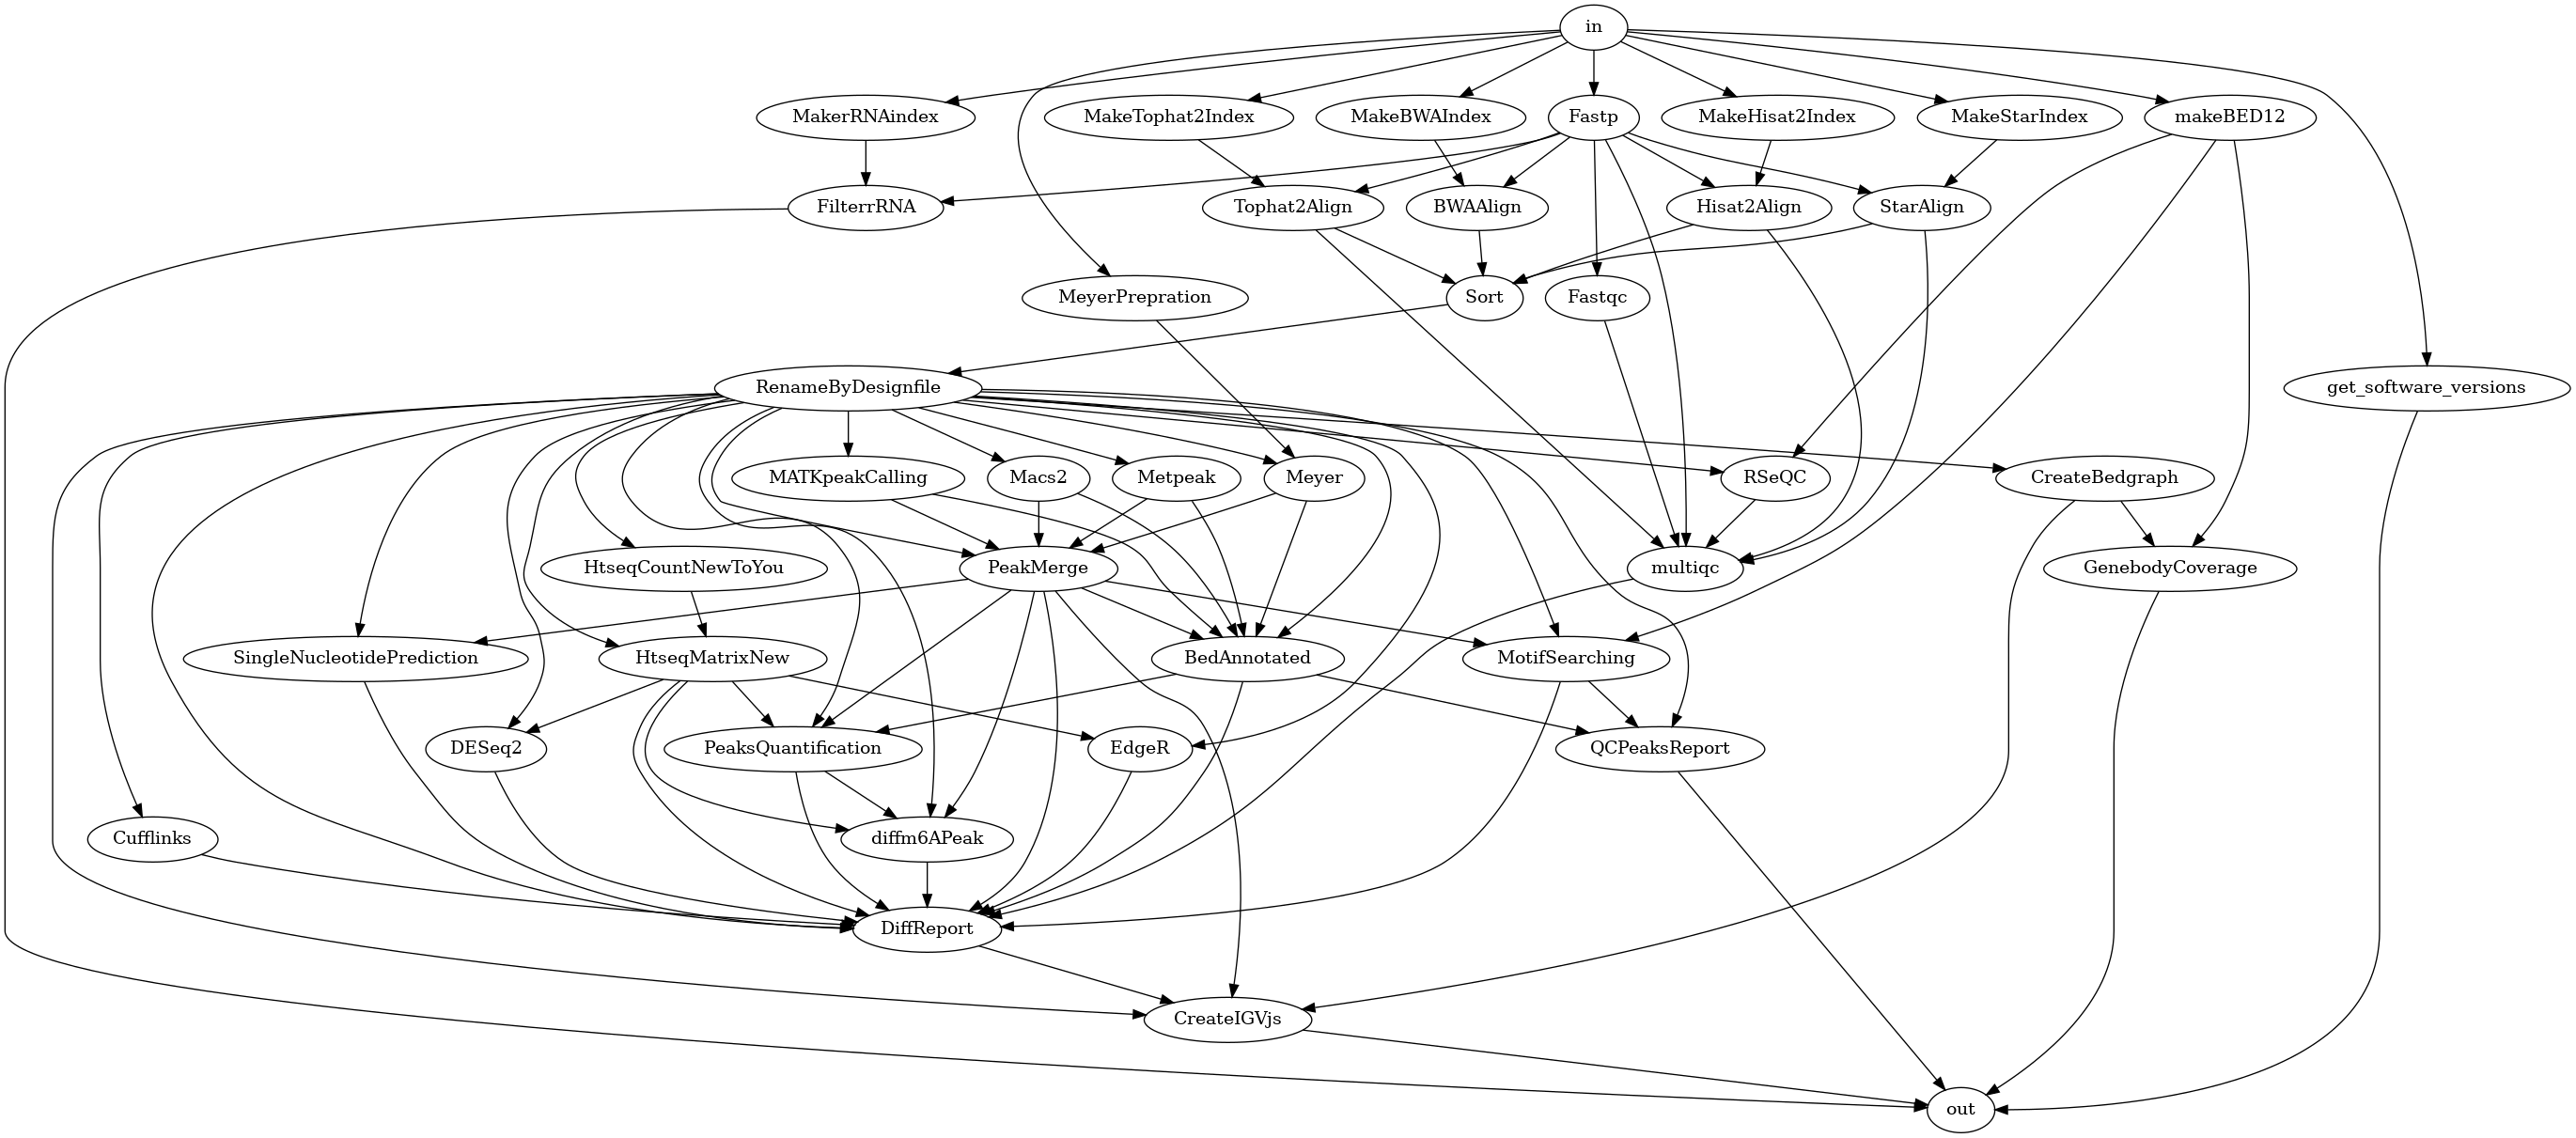 in
MakerRNAindex
MakeTophat2Index
MakeBWAIndex
Fastp
MakeHisat2Index
MakeStarIndex
makeBED12
FilterrRNA
Tophat2Align
BWAAlign
Hisat2Align
StarAlign
MeyerPrepration
Sort
Fastqc
RenameByDesignfile
get_software_versions
MATKpeakCalling
Macs2
Metpeak
Meyer
RSeQC
CreateBedgraph
HtseqCountNewToYou
PeakMerge
multiqc
GenebodyCoverage
SingleNucleotidePrediction
HtseqMatrixNew
BedAnnotated
MotifSearching
DESeq2
PeaksQuantification
EdgeR
QCPeaksReport
Cufflinks
diffm6APeak
DiffReport
CreateIGVjs
out